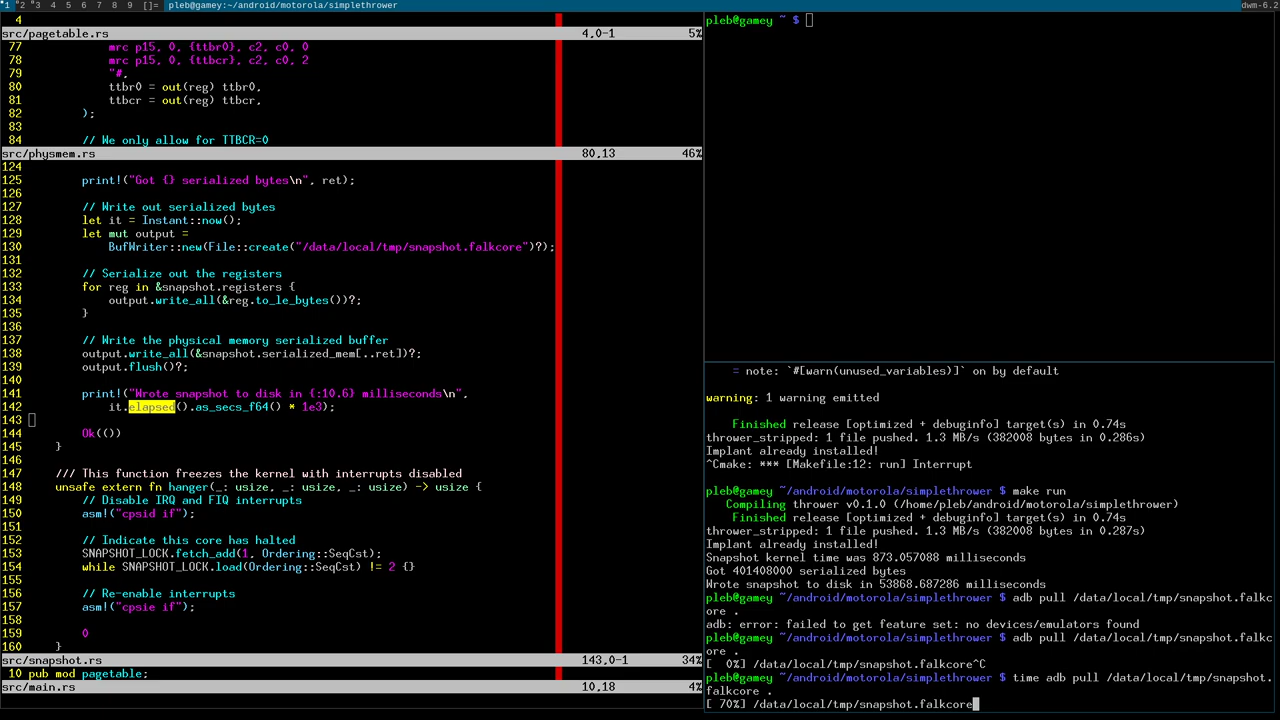 1 2 3 4 5 6 7 8 9 []= pleb@gamey:~/android/motorola/simplethrower dwm-6.2
4
src/pagetable.rs 4,0-1 5%
77 mrc p15, 0, {ttbr0}, c2, c0, 0
78 mrc p15, 0, {ttbcr}, c2, c0, 2
79 "#,
80 ttbr0 = out(reg) ttbr0,
81 ttbcr = out(reg) ttbcr,
82 );
83
84 // We only allow for TTBCR=0
src/physmem.rs 80,13 46%
124
125 print!("Got {} serialized bytes\n", ret);
126
127 // Write out serialized bytes
128 let it = Instant::now();
129 let mut output =
130 BufWriter::new(File::create("/data/local/tmp/snapshot.falkcore")?);
131
132 // Serialize out the registers
133 for reg in &snapshot.registers {
134 output.write_all(&reg.to_le_bytes())?;
135 }
136
137 // Write the physical memory serialized buffer
138 output.write_all(&snapshot.serialized_mem[..ret])?;
139 output.flush()?;
140
141 print!("Wrote snapshot to disk in {:10.6} milliseconds\n",
142 it.elapsed().as_secs_f64() * 1e3);
143
144 Ok(())
145 }
146
147 /// This function freezes the kernel with interrupts disabled
148 unsafe extern fn hanger(_: usize, _: usize, _: usize) -> usize {
149 // Disable IRQ and FIQ interrupts
150 asm!("cpsid if");
151
152 // Indicate this core has halted
153 SNAPSHOT_LOCK.fetch_add(1, Ordering::SeqCst);
154 while SNAPSHOT_LOCK.load(Ordering::SeqCst) != 2 {}
155
156 // Re-enable interrupts
157 asm!("cpsie if");
158
159 0
160 }
src/snapshot.rs 143,0-1 34%
10 pub mod pagetable;
src/main.rs 10,18 4%
pleb@gamey ~ $
= note: `#[warn(unused_variables)]` on by default
warning: 1 warning emitted
Finished release [optimized + debuginfo] target(s) in 0.74s
thrower_stripped: 1 file pushed. 1.3 MB/s (382008 bytes in 0.286s)
Implant already installed!
^Cmake: *** [Makefile:12: run] Interrupt
pleb@gamey ~/android/motorola/simplethrower $ make run
Compiling thrower v0.1.0 (/home/pleb/android/motorola/simplethrower)
Finished release [optimized + debuginfo] target(s) in 0.74s
thrower_stripped: 1 file pushed. 1.3 MB/s (382008 bytes in 0.287s)
Implant already installed!
Snapshot kernel time was 873.057088 milliseconds
Got 401408000 serialized bytes
Wrote snapshot to disk in 53868.687286 milliseconds
pleb@gamey ~/android/motorola/simplethrower $ adb pull /data/local/tmp/snapshot.falkc
ore .
adb: error: failed to get feature set: no devices/emulators found
pleb@gamey ~/android/motorola/simplethrower $ adb pull /data/local/tmp/snapshot.falkc
ore .
[ 0%] /data/local/tmp/snapshot.falkcore^C
pleb@gamey ~/android/motorola/simplethrower $ time adb pull /data/local/tmp/snapshot.
falkcore .
[ 70%] /data/local/tmp/snapshot.falkcore